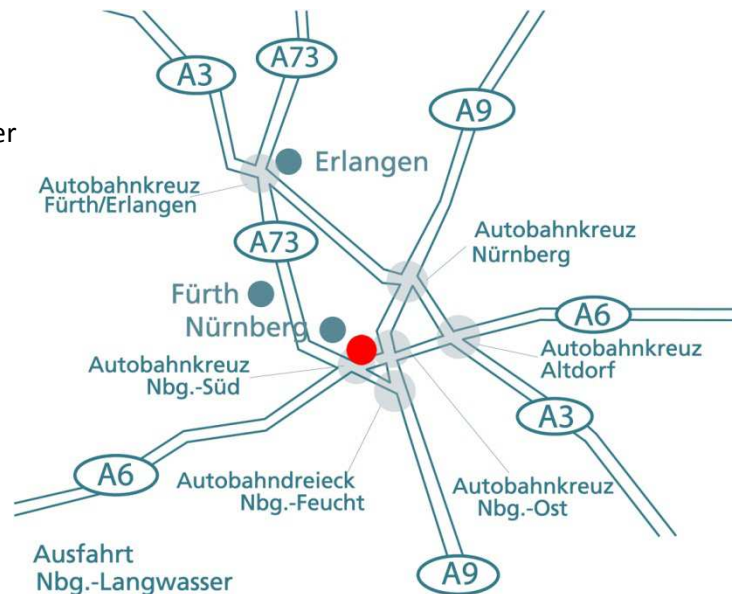 A73
A3
A9
er
Erlangen
Autobahnkreuz
Fürth/Erlangen
A73
Autobahnkreuz
Nürnberg
Fürth
Nürnberg
A6
Autobahnkreuz
Nbg.-Süd
Autobahnkreuz
Altdorf
A3
A6
Autobahndreieck
Nbg.-Feucht
Autobahnkreuz
Nbg.-Ost
Ausfahrt
Nbg.-Langwasser
A9